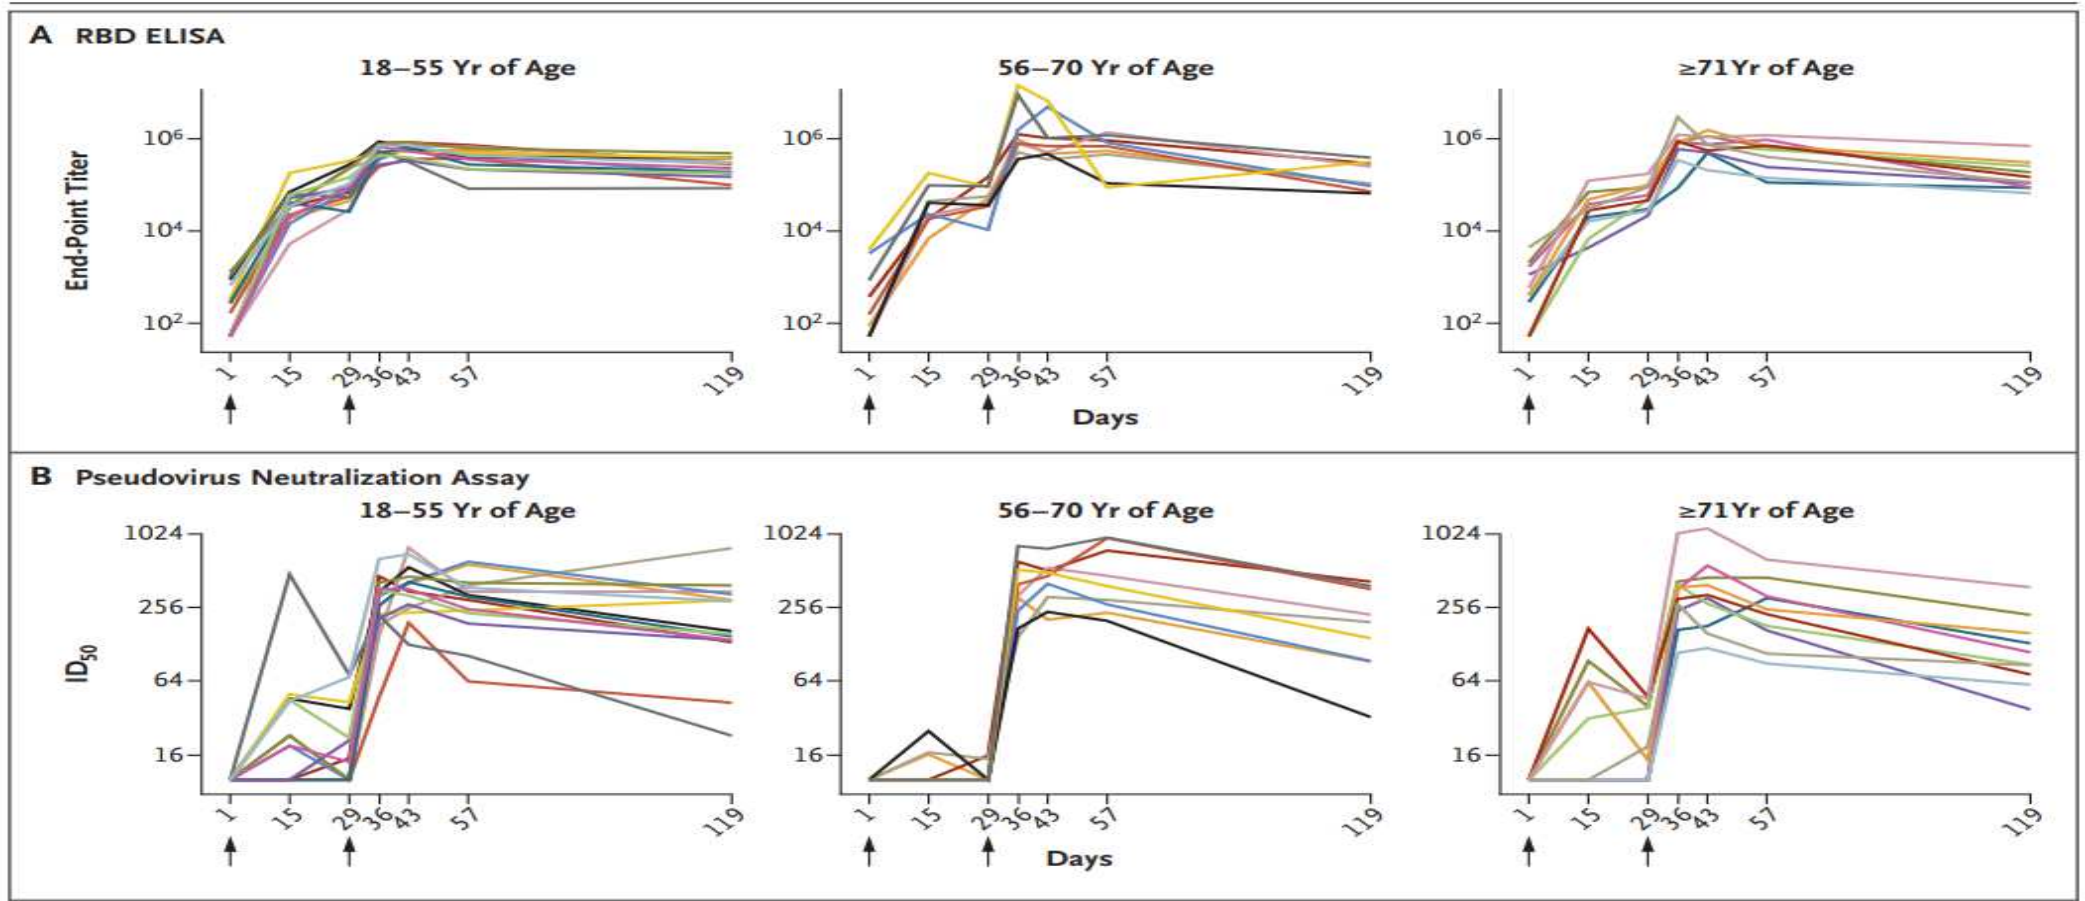 A RBD ELISA
18–55 Yr of Age
56–70 Yr of Age
≥71Yr of Age
End-Point Titer
10⁶
10⁴
10²
10⁶
10⁴
10²
10⁶
10⁴
10²
1 15 29 36 43 57 119
1 15 29 36 43 57 119
1 15 29 36 43 57 119
Days
B Pseudovirus Neutralization Assay
18–55 Yr of Age
56–70 Yr of Age
≥71Yr of Age
ID₅₀
1024
256
64
16
1024
256
64
16
1024
256
64
16
1 15 29 36 43 57 119
1 15 29 36 43 57 119
1 15 29 36 43 57 119
Days